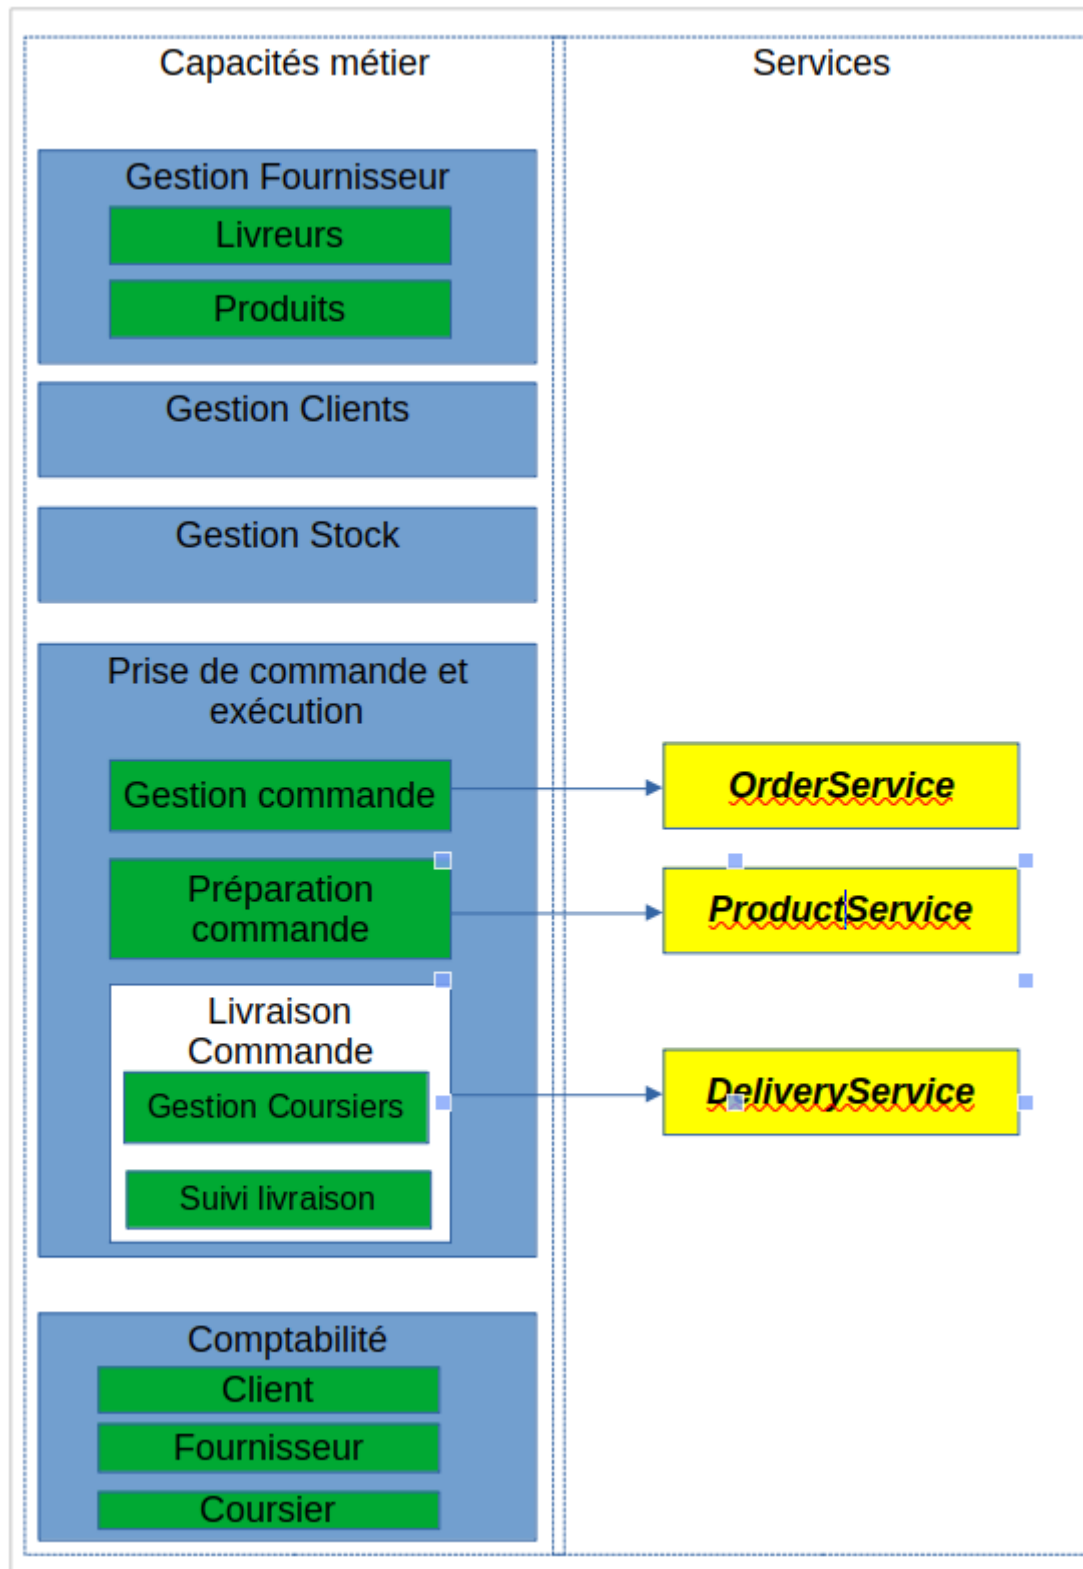 Capacités métier
Services
Gestion Fournisseur
Livreurs
Produits
Gestion Clients
Gestion Stock
Prise de commande et
exécution
Gestion commande
OrderService
Préparation
commande
ProductService
Livraison
Commande
Gestion Coursiers
DeliveryService
Suivi livraison
Comptabilité
Client
Fournisseur
Coursier